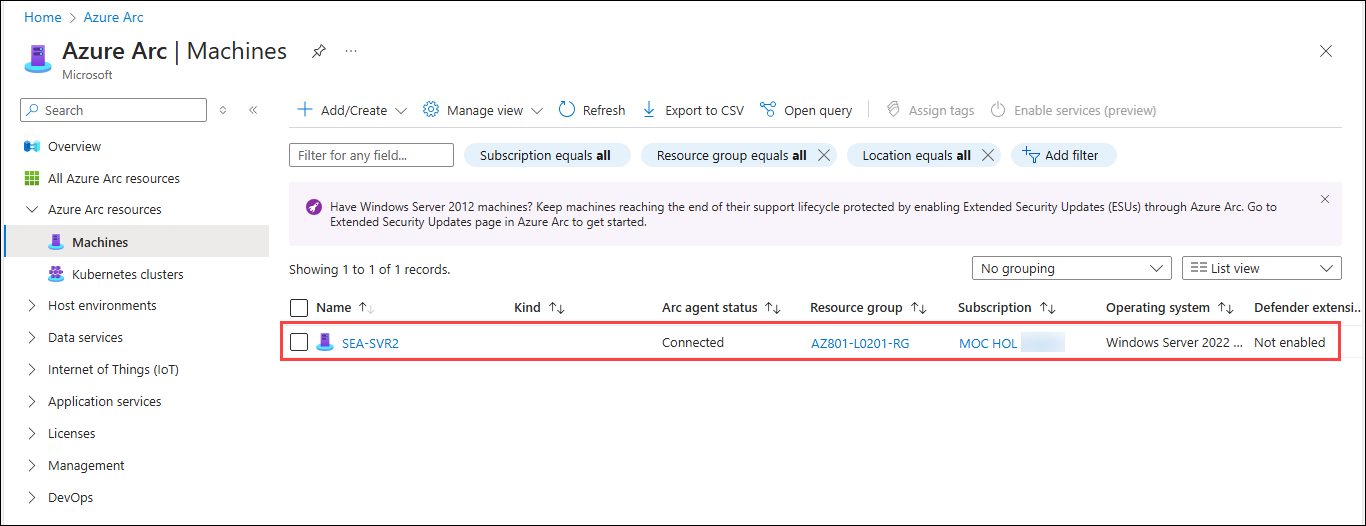 Home > Azure Arc >
Azure Arc | Machines ...
Microsoft
Search
Add/Create Manage view Refresh Export to CSV Open query Assign tags Enable services (preview)
Overview
All Azure Arc resources
Azure Arc resources
Machines
Kubernetes clusters
Host environments
Data services
Internet of Things (IoT)
Application services
Licenses
Management
DevOps
Filter for any field... Subscription equals all Resource group equals all Location equals all Add filter
Have Windows Server 2012 machines? Keep machines reaching the end of their support lifecycle protected by enabling Extended Security Updates (ESUs) through Azure Arc. Go to
Extended Security Updates page in Azure Arc to get started.
Showing 1 to 1 of 1 records.
No grouping List view
Name Kind Arc agent status Resource group Subscription Operating system Defender extensi...
SEA-SVR2 Connected AZ801-L0201-RG MOC HOL Windows Server 2022 ... Not enabled